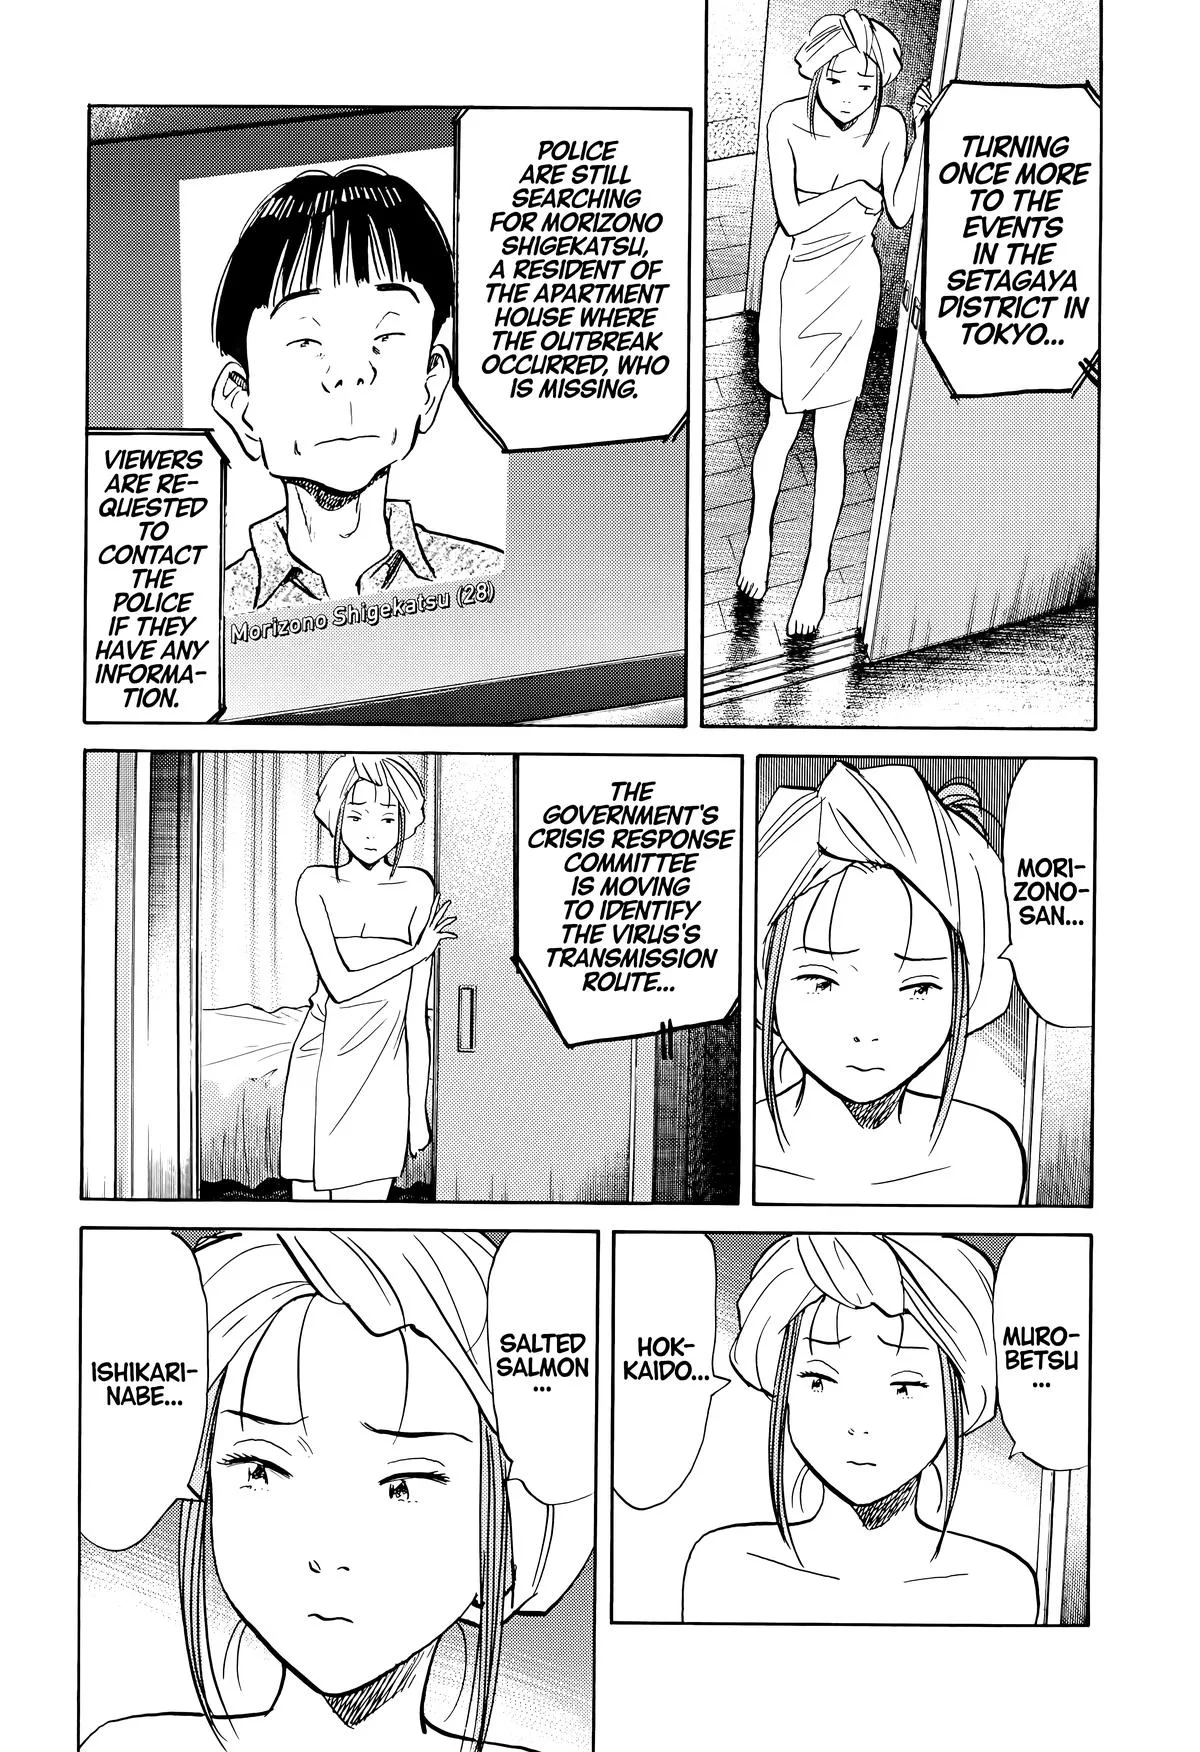 TURNING
ONCE MORE
TO THE
EVENTS
IN THE
SETAGAYA
DISTRICT IN
TOKYO...
POLICE
ARE STILL
SEARCHING
FOR MORIZONO
SHIGEKATSU,
A RESIDENT OF
THE APARTMENT
HOUSE WHERE
THE OUTBREAK
OCCURRED, WHO
IS MISSING.
Morizono Shigekatsu (28)
VIEWERS
ARE RE-
QUESTED
TO
CONTACT
THE
POLICE
IF THEY
HAVE ANY
INFORMA-
TION.
MORI-
ZONO-
SAN...
THE
GOVERNMENT'S
CRISIS RESPONSE
COMMITTEE
IS MOVING
TO IDENTIFY
THE VIRUS'S
TRANSMISSION
ROUTE...
MURO-
BETSU
...
HOK-
KAIDO...
SALTED
SALMON
...
ISHIKARI-
NABE...